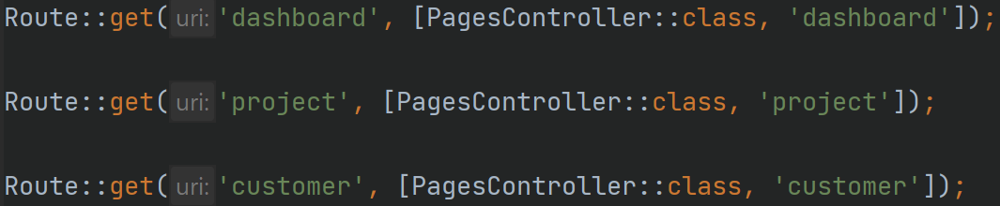 Route::get( uri: 'dashboard', [PagesController::class, 'dashboard']);
Route::get( uri: 'project', [PagesController::class, 'project']);
Route::get( uri: 'customer', [PagesController::class, 'customer']);